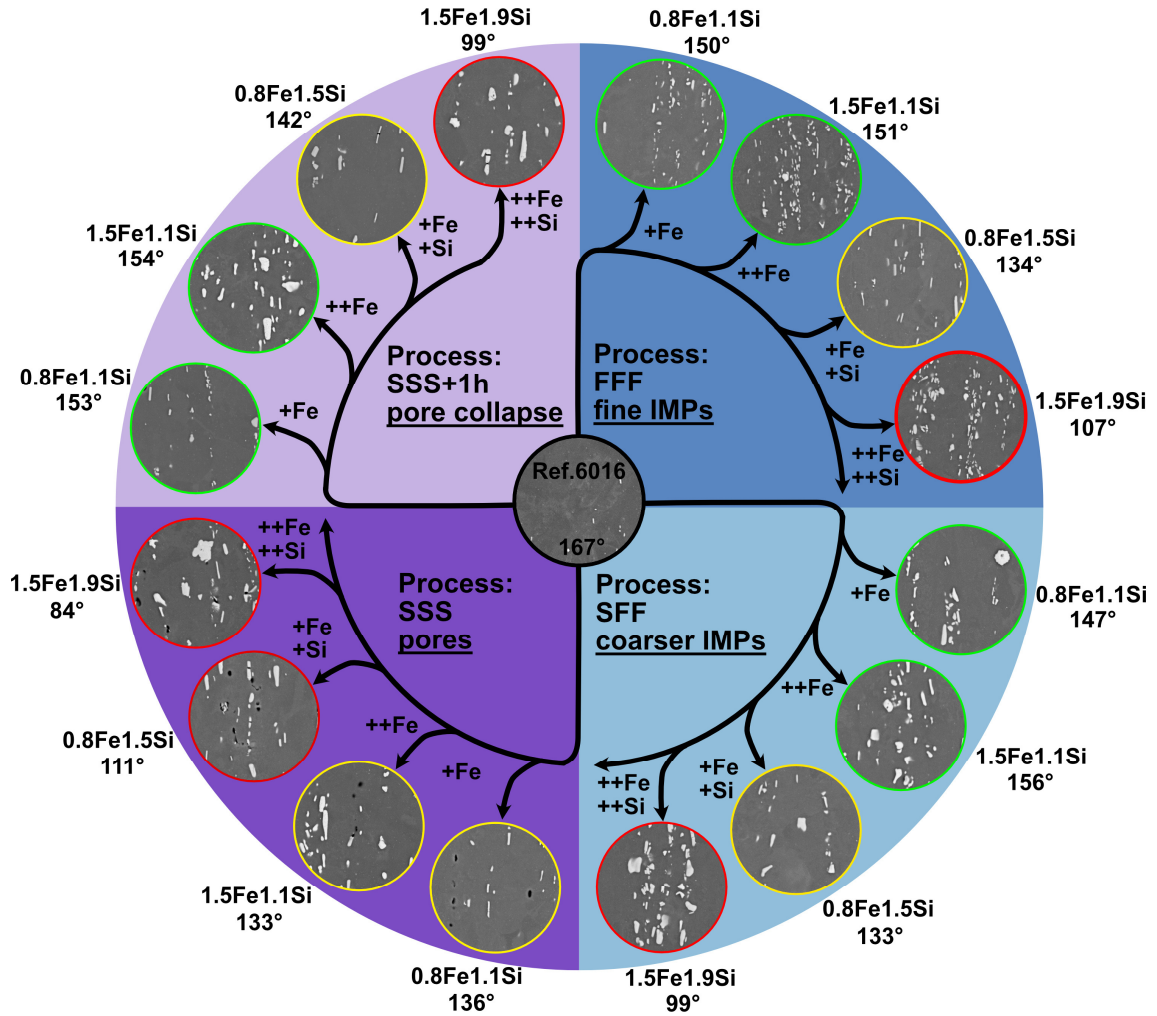 1.5Fe1.9Si
99°
0.8Fe1.1Si
150°
0.8Fe1.5Si
142°
1.5Fe1.1Si
151°
++Fe
++Si
+Fe
+Si
+Fe
++Fe
0.8Fe1.5Si
134°
1.5Fe1.1Si
154°
++Fe
+Fe
+Si
Process:
SSS+1h
pore collapse
Process:
FFF
fine IMPs
0.8Fe1.1Si
153°
+Fe
1.5Fe1.9Si
107°
++Fe
++Si
Ref.6016
167°
++Fe
++Si
1.5Fe1.9Si
84°
Process:
SSS
pores
Process:
SFF
coarser IMPs
+Fe
0.8Fe1.1Si
147°
+Fe
+Si
++Fe
0.8Fe1.5Si
111°
++Fe
+Fe
1.5Fe1.1Si
156°
++Fe
++Si
+Fe
+Si
1.5Fe1.1Si
133°
0.8Fe1.5Si
133°
0.8Fe1.1Si
136°
1.5Fe1.9Si
99°